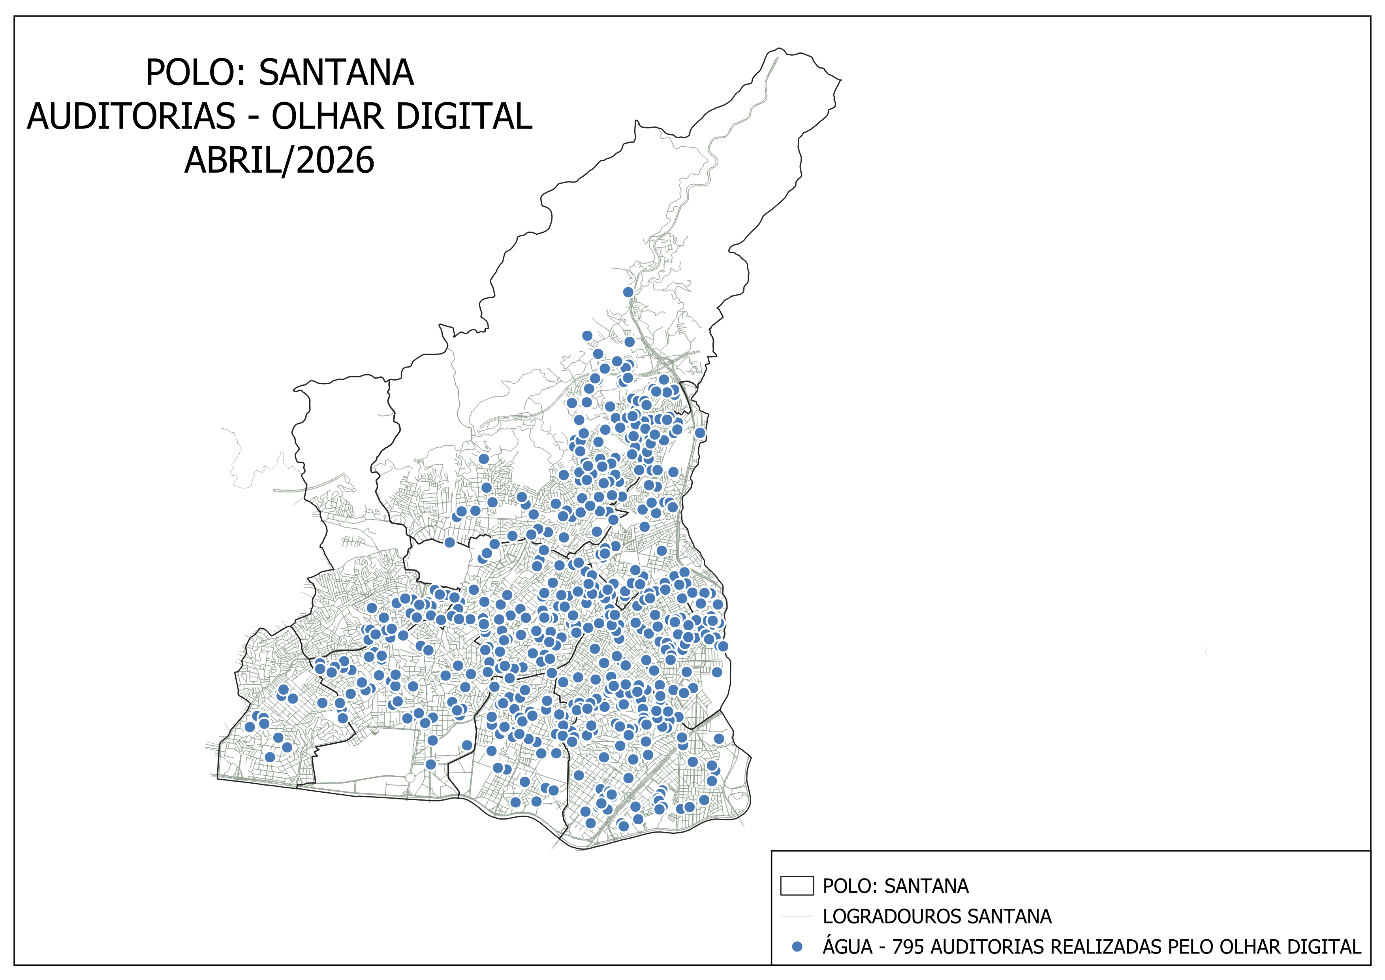 POLO: SANTANA
AUDITORIAS - OLHAR DIGITAL
ABRIL/2026
POLO: SANTANA
LOGRADOUROS SANTANA
ÁGUA - 795 AUDITORIAS REALIZADAS PELO OLHAR DIGITAL